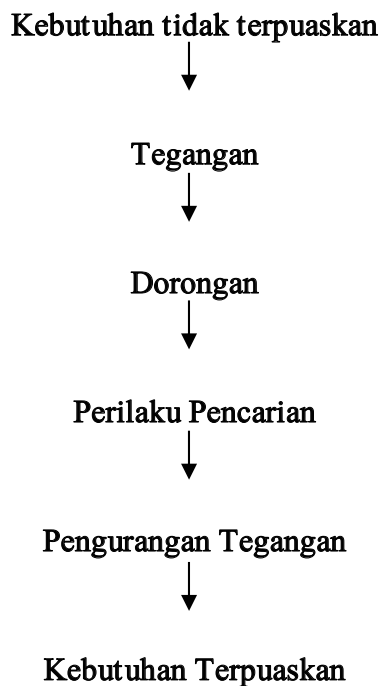 Kebutuhan tidak terpuaskan
Tegangan
Dorongan
Perilaku Pencarian
Pengurangan Tegangan
Kebutuhan Terpuaskan